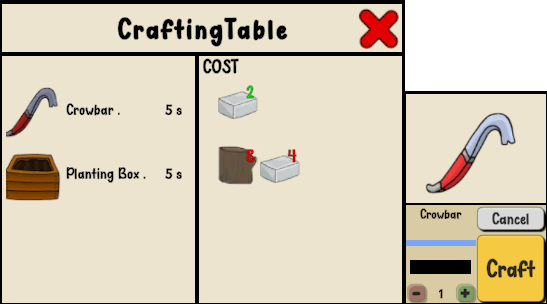 CraftingTable
COST
Crowbar . 5 s
2
Planting Box . 5 s
8 4
Crowbar
Cancel
Craft
- 1 +